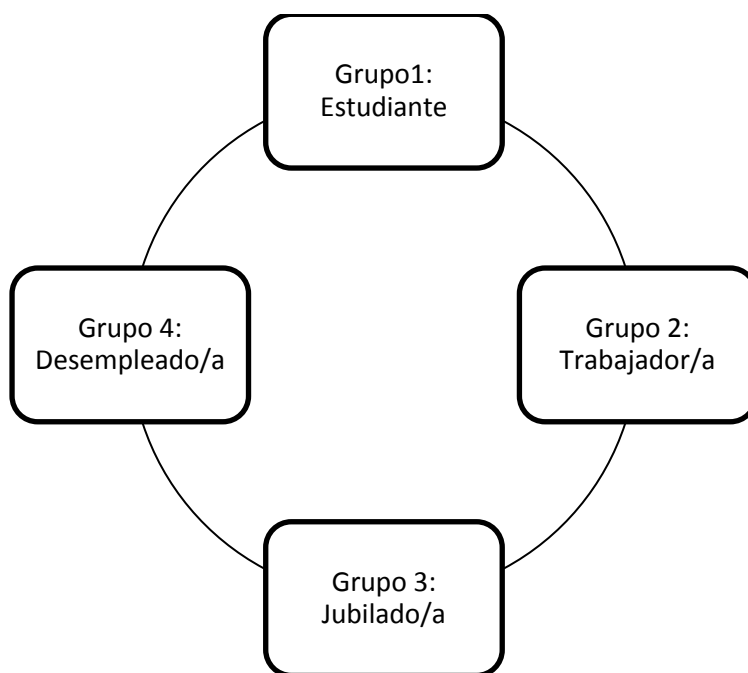 Grupo1:
Estudiante
Grupo 4:
Desempleado/a
Grupo 2:
Trabajador/a
Grupo 3:
Jubilado/a